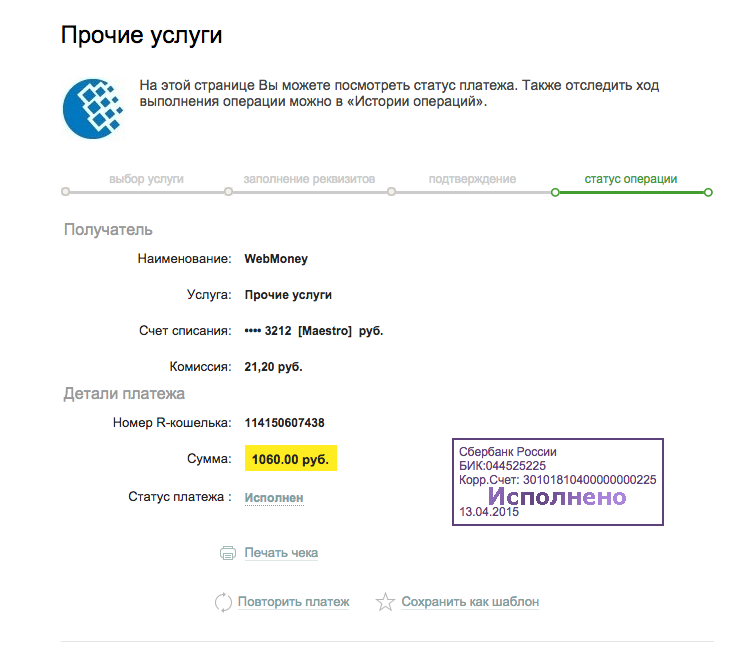 Прочие услуги
На этой странице Вы можете посмотреть статус платежа. Также отследить ход
выполнения операции можно в «Истории операций».
выбор услуги заполнение реквизитов подтверждение статус операции
Получатель
Наименование: WebMoney
Услуга: Прочие услуги
Счет списания: •••• 3212 [Maestro] руб.
Комиссия: 21,20 руб.
Детали платежа
Номер R-кошелька: 114150607438
Сумма: 1060.00 руб.
Статус платежа : Исполнен
Сбербанк России
БИК:044525225
Корр.Счет: 30101810400000000225
Исполнено
13.04.2015
Печать чека
Повторить платеж Сохранить как шаблон